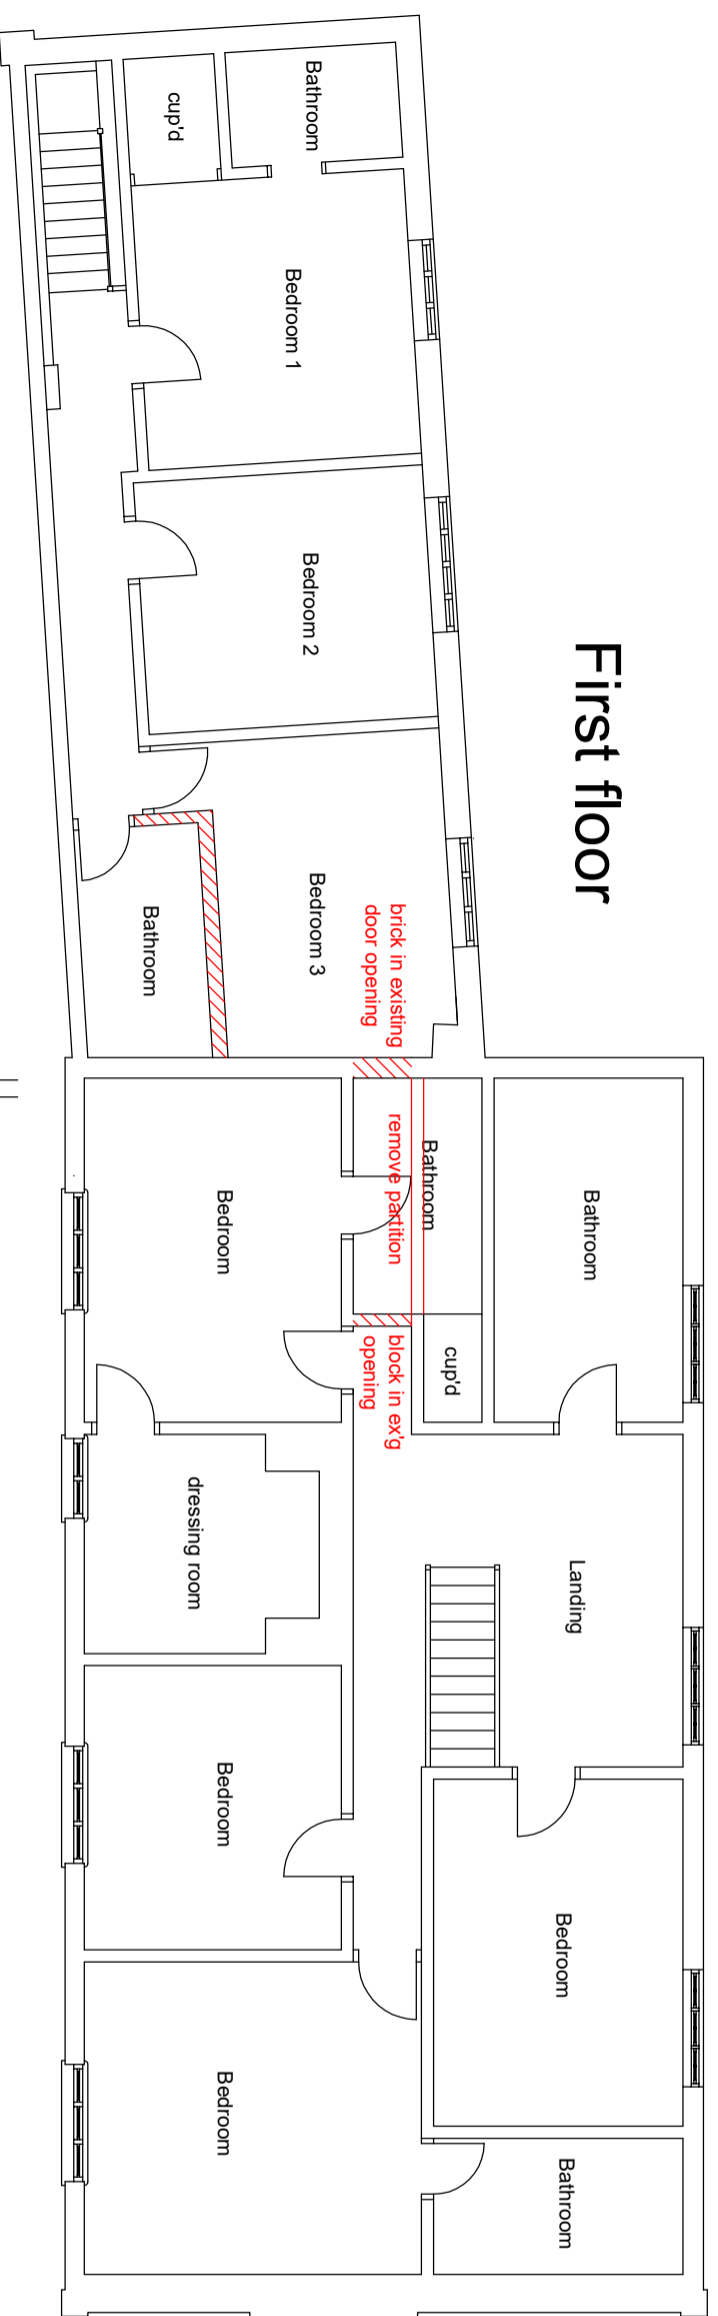 First floor
Bathroom
cup'd
Bedroom 1
Bedroom 2
Bedroom 3
Bathroom
brick in existing
door opening
Bathroom
Bathroom
remove partition
Bedroom
cup'd
block in ex'g
opening
Landing
dressing room
Bedroom
Bedroom
Bathroom
Bedroom